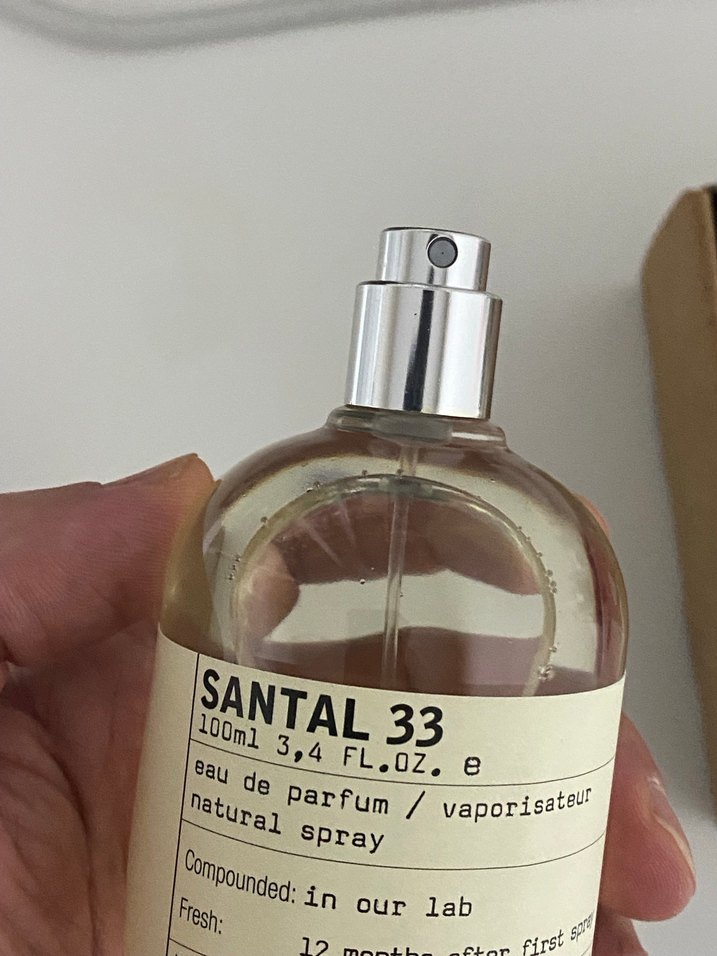 SANTAL 33
100ml 3,4 FL.OZ. e
eau de parfum / vaporisateur
natural spray
Compounded: in our lab
Fresh:
12 months after first spray